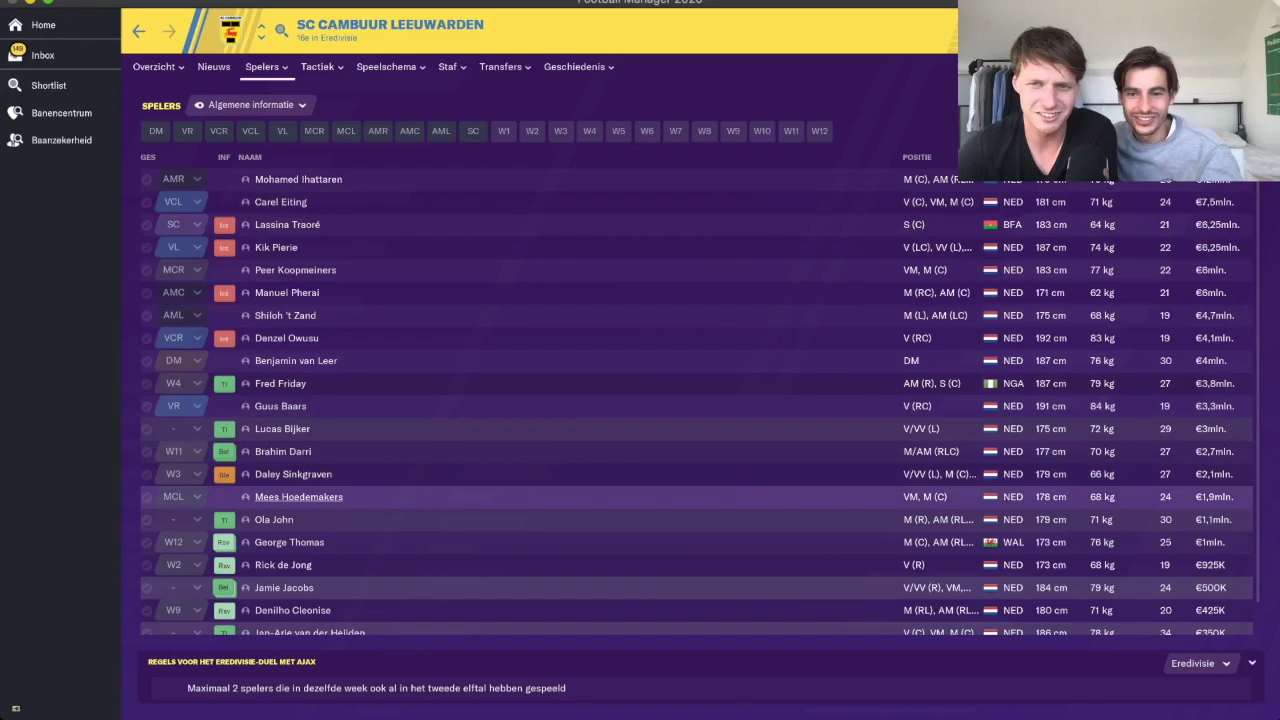 Home
149
Inbox
Shortlist
Banencentrum
Baanzekerheid
SC CAMBUUR LEEUWARDEN
16e in Eredivisie
Overzicht Nieuws Spelers Tactiek Speelschema Staf Transfers Geschiedenis
SPELERS Algemene informatie
DM VR VCR VCL VL MCR MCL AMR AMC AML SC W1 W2 W3 W4 W5 W6 W7 W8 W9 W10 W11 W12
GES INF NAAM POSITIE
AMR Mohamed Ihattaren M (C), AM
VCL Carel Eiting V (C), VM, M (C) NED 181 cm 71 kg 24 €7,5mln.
SC Int Lassina Traoré S (C) BFA 183 cm 64 kg 21 €6,25mln.
VL Int Kik Pierie V (LC), VV (L),... NED 187 cm 74 kg 22 €6,25mln.
MCR Peer Koopmeiners VM, M (C) NED 183 cm 77 kg 22 €6mln.
AMC Int Manuel Pherai M (RC), AM (C) NED 171 cm 62 kg 21 €6mln.
AML Shiloh 't Zand M (L), AM (LC) NED 175 cm 68 kg 19 €4,7mln.
VCR Int Denzel Owusu V (RC) NED 192 cm 83 kg 19 €4,1mln.
DM Benjamin van Leer DM NED 187 cm 76 kg 30 €4mln.
W4 Tl Fred Friday AM (R), S (C) NGA 187 cm 79 kg 27 €3,8mln.
VR Guus Baars V (RC) NED 191 cm 84 kg 19 €3,3mln.
- Tl Lucas Bijker V/VV (L) NED 175 cm 72 kg 29 €3mln.
W11 Bel Brahim Darri M/AM (RLC) NED 177 cm 70 kg 27 €2,7mln.
W3 Ble Daley Sinkgraven V/VV (L), M (C)... NED 179 cm 66 kg 27 €2,1mln.
MCL Mees Hoedemakers VM, M (C) NED 178 cm 68 kg 24 €1,9mln.
- Tl Ola John M (R), AM (RL... NED 179 cm 71 kg 30 €1,1mln.
W12 Rsv George Thomas M (C), AM (RL... WAL 173 cm 76 kg 25 €1mln.
W2 Rsv Rick de Jong V (R) NED 173 cm 68 kg 19 €925K
- Bel Jamie Jacobs V/VV (R), VM,... NED 184 cm 79 kg 24 €500K
W9 Rsv Denilho Cleonise M (RL), AM (RL... NED 180 cm 71 kg 20 €425K
- Tl Jan-Arie van der Heijden V (C), VM, M (C) NED 186 cm 78 kg 34 €350K
REGELS VOOR HET EREDIVISIE-DUEL MET AJAX Eredivisie
Maximaal 2 spelers die in dezelfde week ook al in het tweede elftal hebben gespeeld